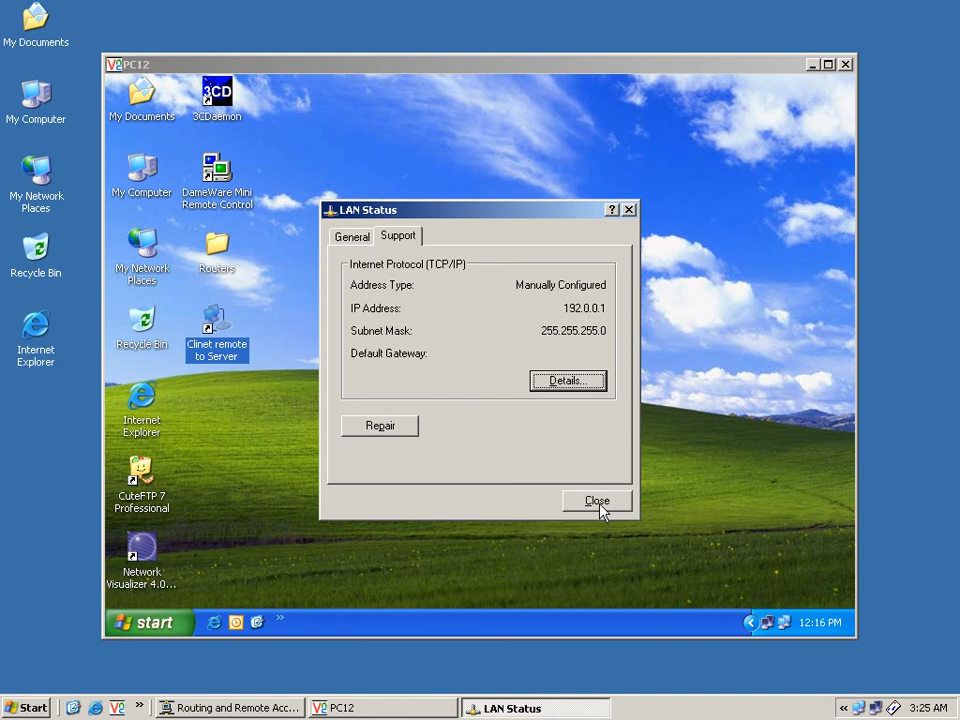 My Documents
My Computer
My Network
Places
Recycle Bin
Internet
Explorer
PC12
My Documents
3CD
3CDaemon
My Computer
DameWare Mini
Remote Control
My Network
Places
Routers
Recycle Bin
Clinet remote
to Server
Internet
Explorer
CuteFTP 7
Professional
Network
Visualizer 4.0...
LAN Status
General
Support
Internet Protocol (TCP/IP)
Address Type: Manually Configured
IP Address: 192.0.0.1
Subnet Mask: 255.255.255.0
Default Gateway:
Details...
Repair
Close
start
12:16 PM
Start
Routing and Remote Acc...
PC12
LAN Status
3:25 AM